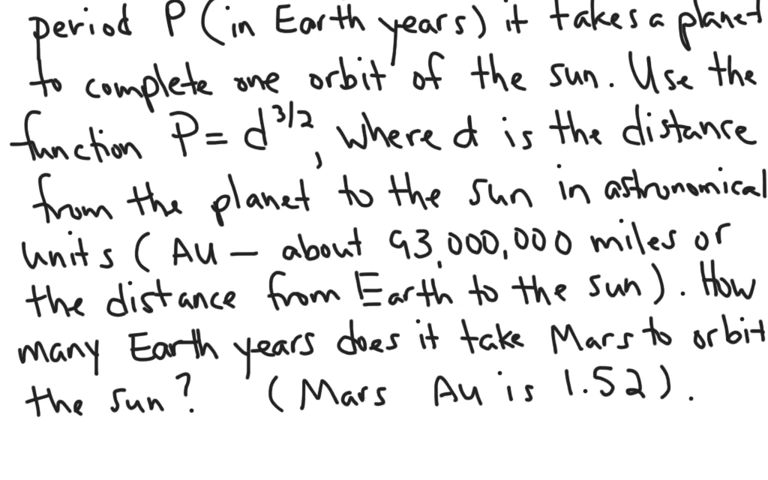 period P (in Earth years) it takes a planet
to complete one orbit of the sun. Use the
function P = d^3/2, where d is the distance
from the planet to the sun in astronomical
units (AU — about 93,000,000 miles or
the distance from Earth to the sun). How
many Earth years does it take Mars to orbit
the sun? (Mars AU is 1.52).